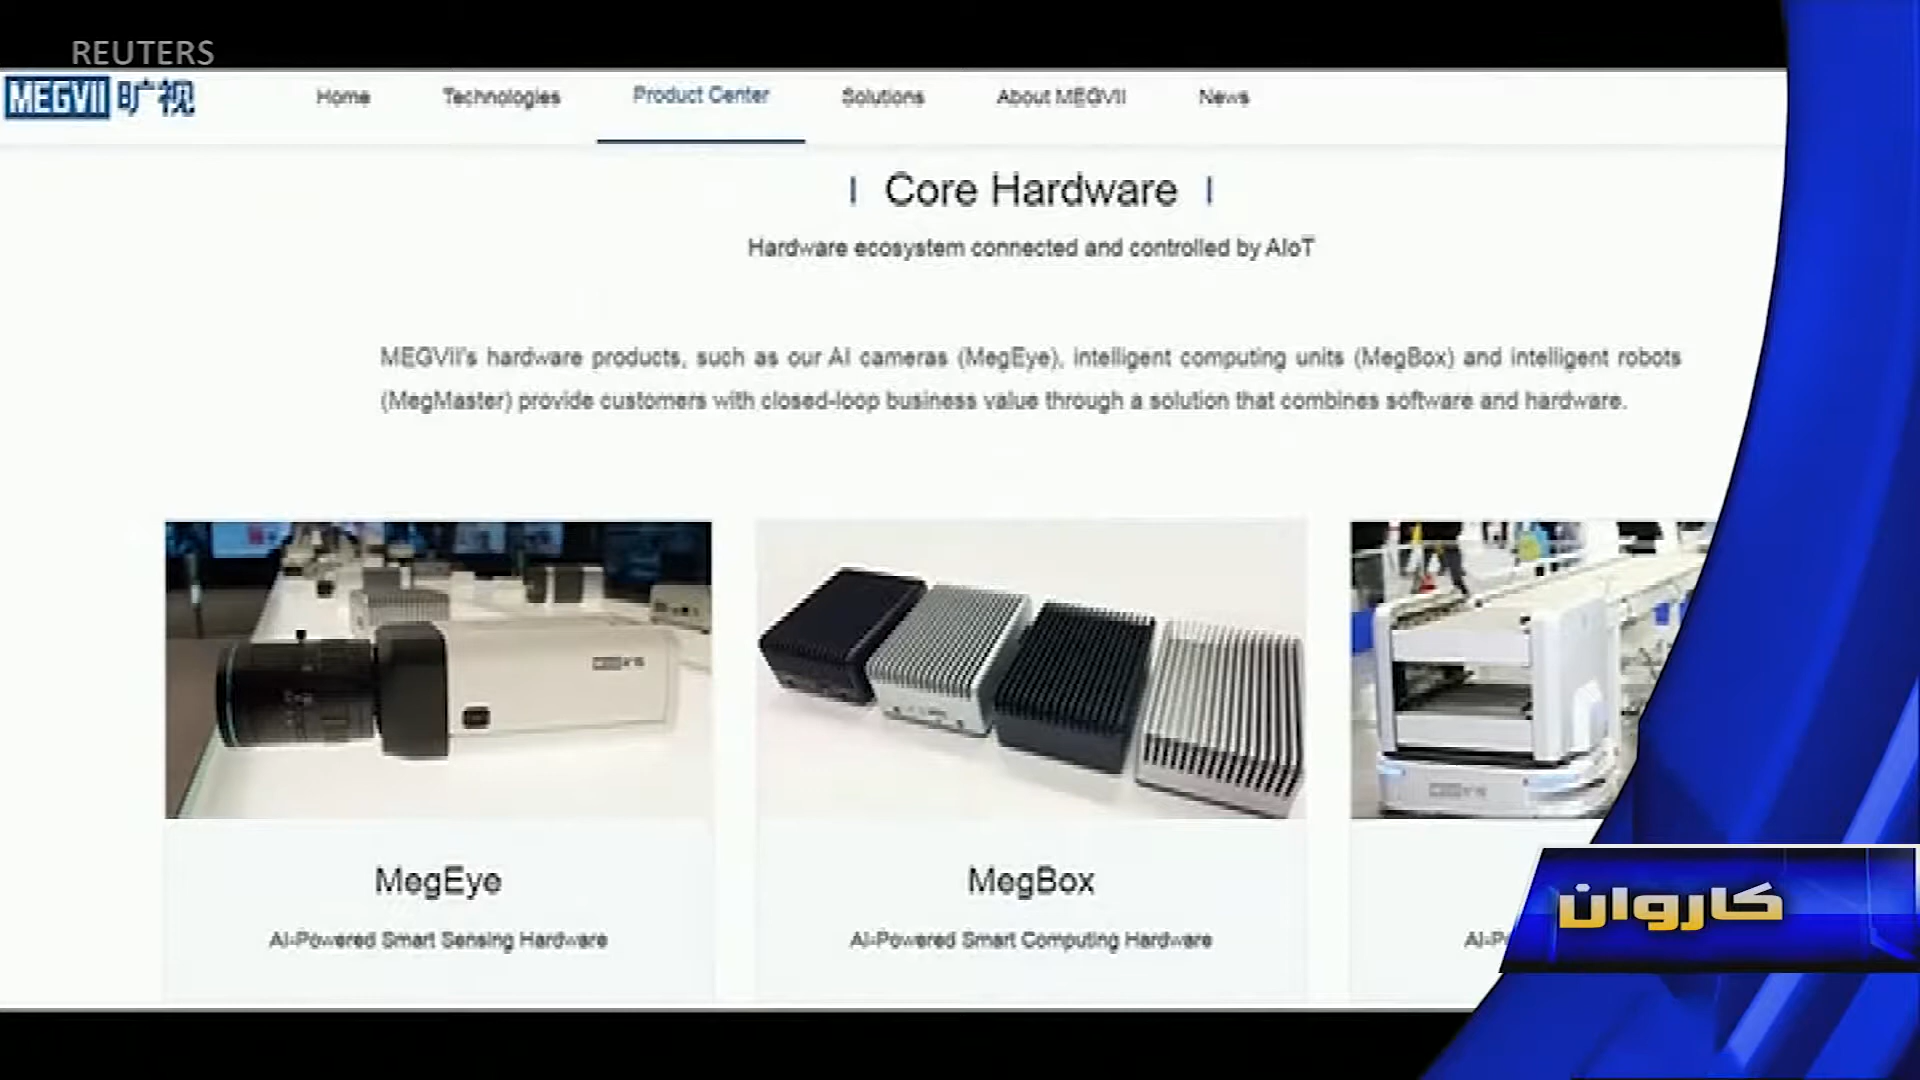 REUTERS
MEGVII 旷视
Home Technologies Product Center Solutions About MEGVII News
Core Hardware
Hardware ecosystem connected and controlled by AIoT
MEGVII's hardware products, such as our AI cameras (MegEye), intelligent computing units (MegBox) and intelligent robots
(MegMaster) provide customers with closed-loop business value through a solution that combines software and hardware.
MegEye
MegBox
AI-Powered Smart Sensing Hardware
AI-Powered Smart Computing Hardware
کاروان